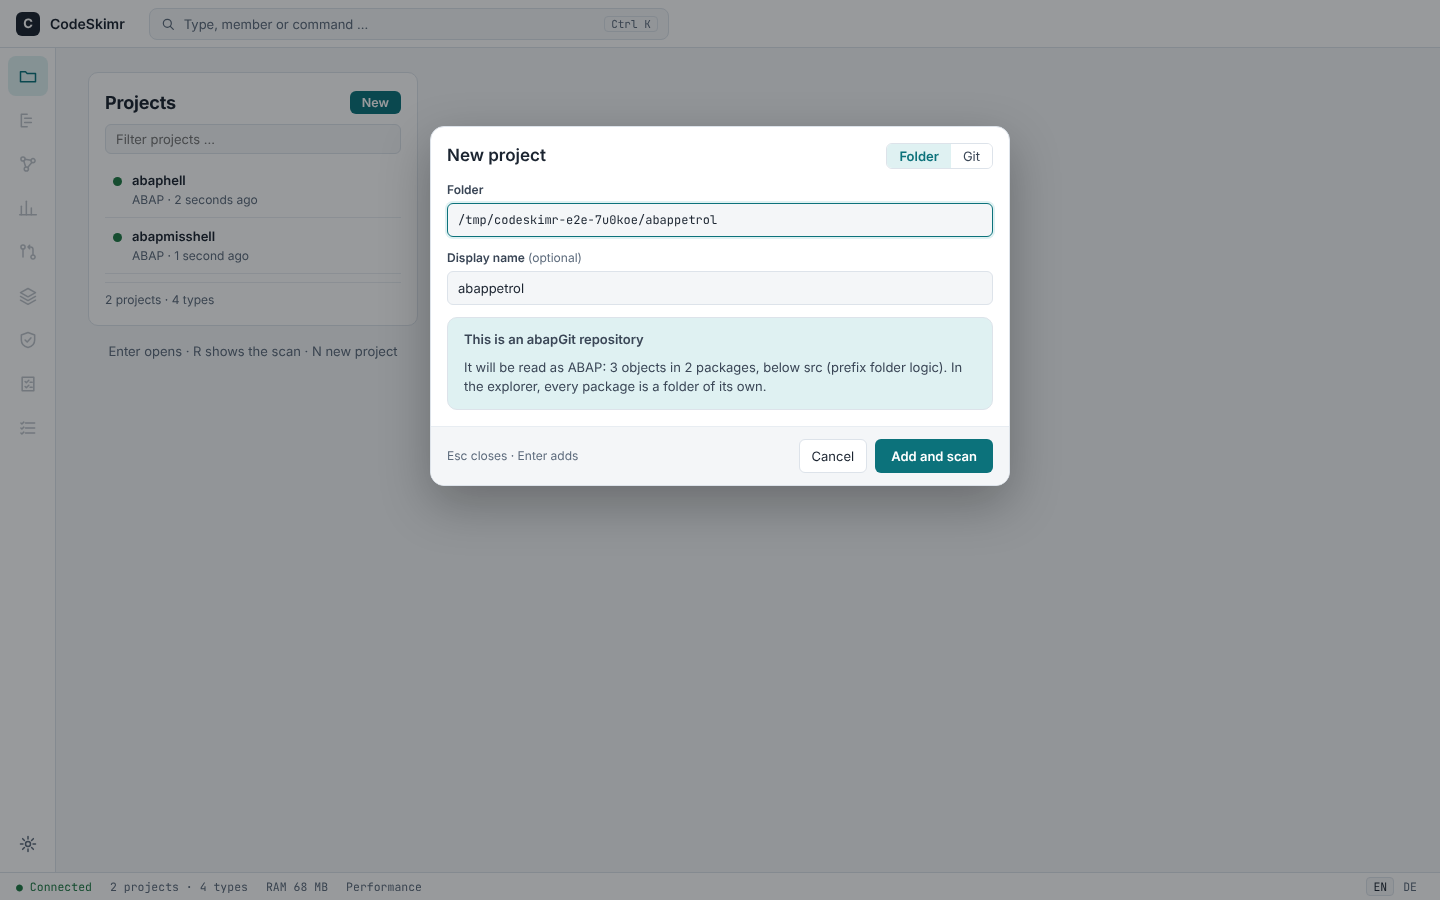 C CodeSkimr
Type, member or command ...
Ctrl K
Projects
New
Filter projects ...
abaphell
ABAP · 2 seconds ago
abapmisshell
ABAP · 1 second ago
2 projects · 4 types
Enter opens · R shows the scan · N new project
New project
Folder Git
Folder
/tmp/codeskimr-e2e-7u0koe/abappetrol
Display name (optional)
abappetrol
This is an abapGit repository
It will be read as ABAP: 3 objects in 2 packages, below src (prefix folder logic). In
the explorer, every package is a folder of its own.
Esc closes · Enter adds
Cancel
Add and scan
Connected 2 projects · 4 types RAM 68 MB Performance
EN DE